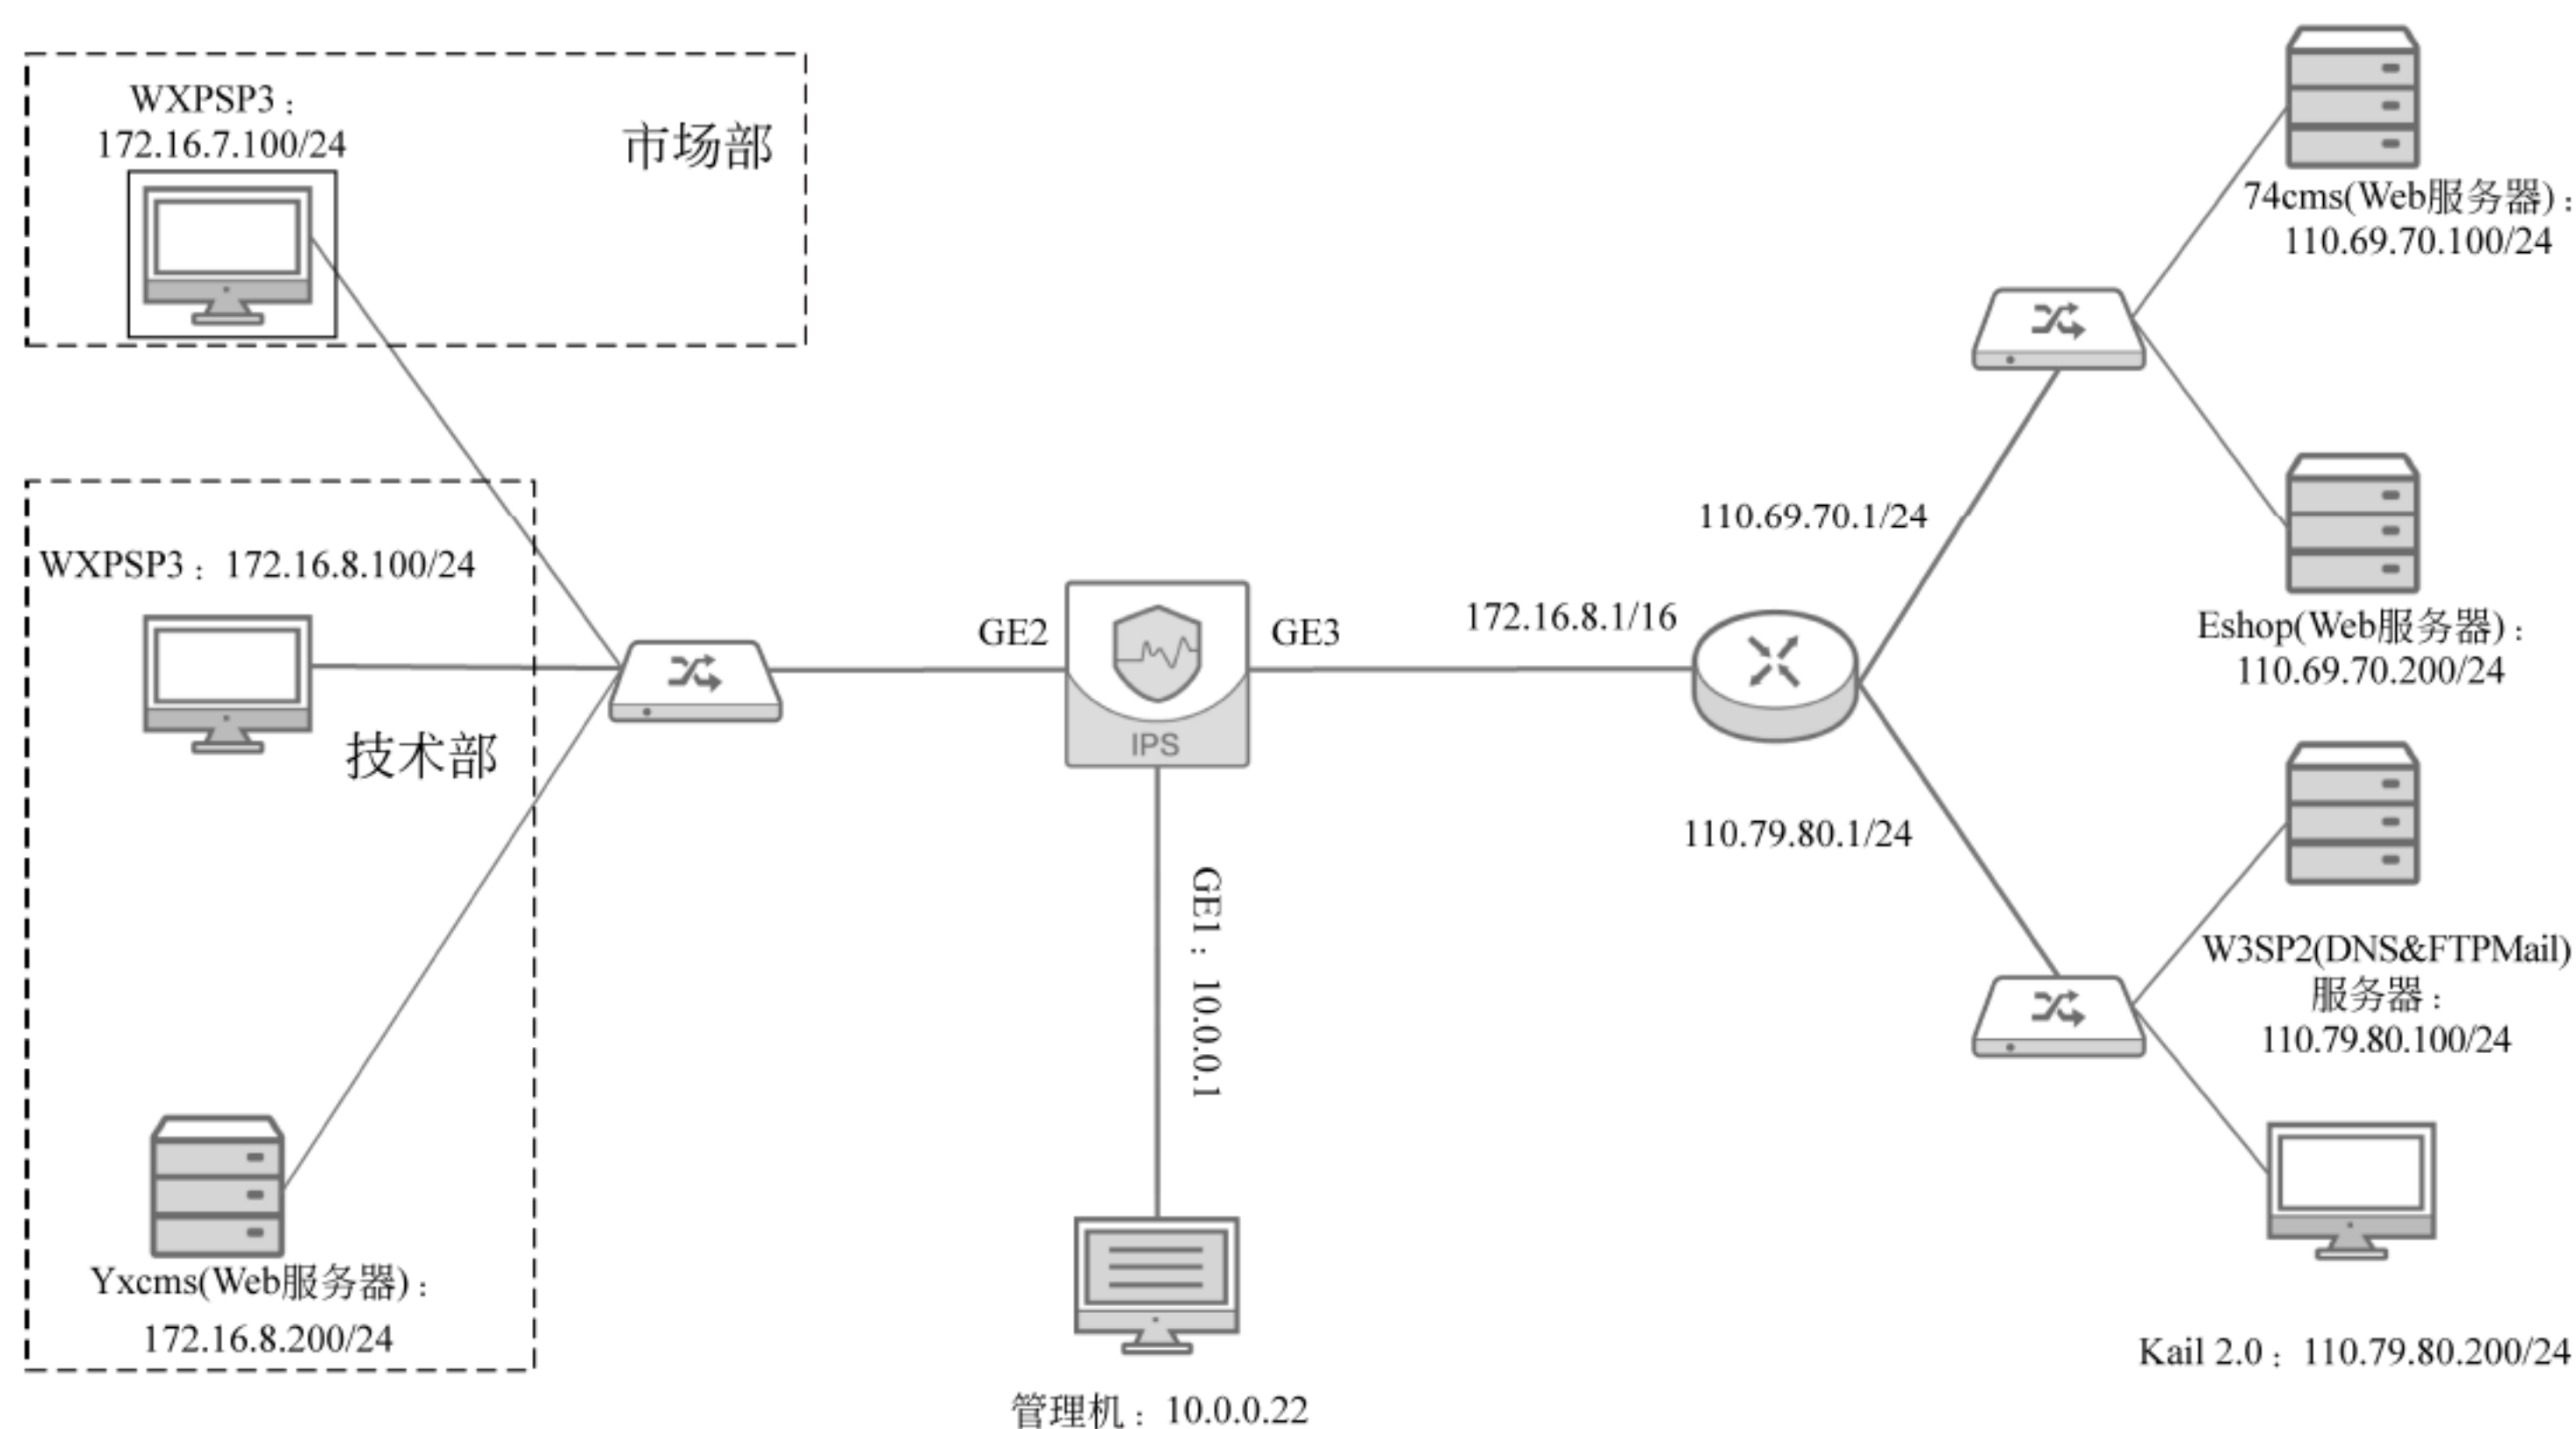 WXPSP3：
172.16.7.100/24
市场部
WXPSP3：172.16.8.100/24
技术部
Yxcms(Web服务器)：
172.16.8.200/24
GE2
IPS
GE3
GE1：10.0.0.1
管理机：10.0.0.22
172.16.8.1/16
110.69.70.1/24
110.79.80.1/24
74cms(Web服务器)：
110.69.70.100/24
Eshop(Web服务器)：
110.69.70.200/24
W3SP2(DNS&FTPMail)
服务器：
110.79.80.100/24
Kail 2.0：110.79.80.200/24